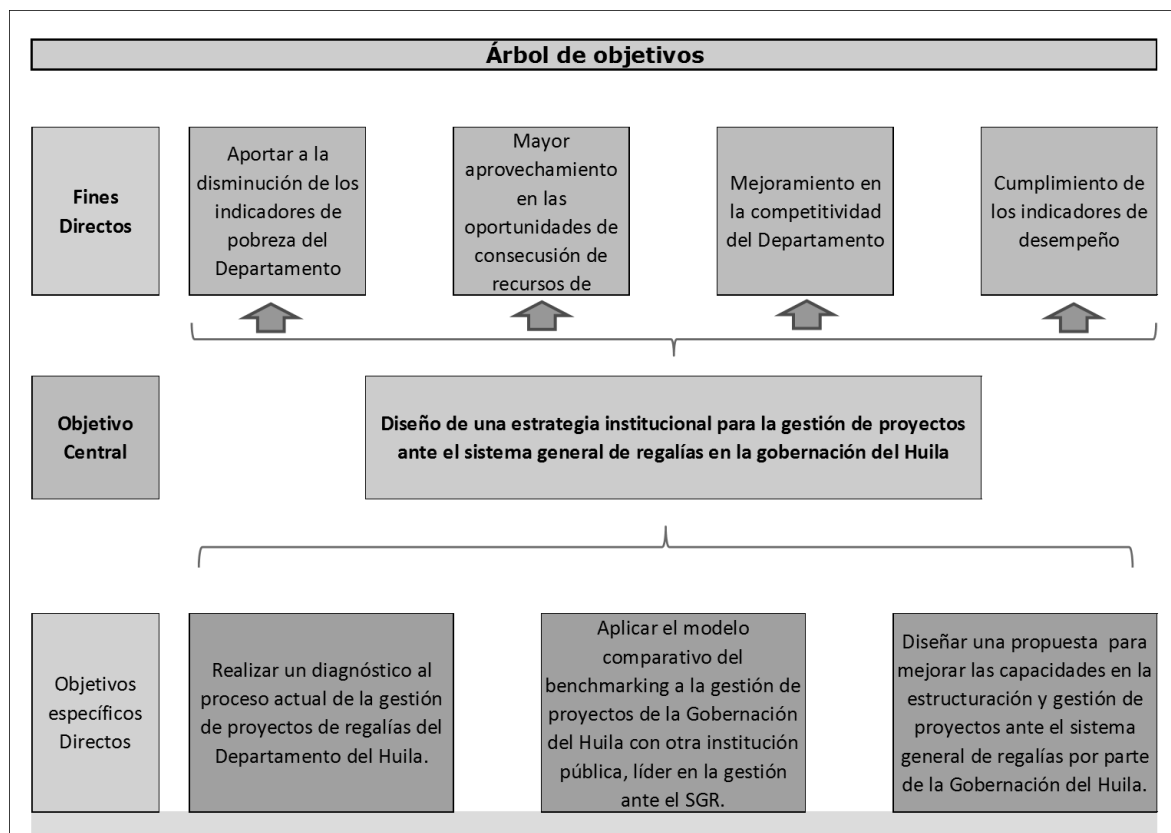 Árbol de objetivos
Fines
Directos
Aportar a la
disminución de los
indicadores de
pobreza del
Departamento
Mayor
aprovechamiento
en las
oportunidades de
consecusión de
recursos de
Mejoramiento en
la competitividad
del Departamento
Cumplimiento de
los indicadores de
desempeño
Objetivo
Central
Diseño de una estrategia institucional para la gestión de proyectos
ante el sistema general de regalías en la gobernación del Huila
Objetivos
específicos
Directos
Realizar un diagnóstico al
proceso actual de la gestión
de proyectos de regalías del
Departamento del Huila.
Aplicar el modelo
comparativo del
benchmarking a la gestión de
proyectos de la Gobernación
del Huila con otra institución
pública, líder en la gestión
ante el SGR.
Diseñar una propuesta para
mejorar las capacidades en la
estructuración y gestión de
proyectos ante el sistema
general de regalías por parte
de la Gobernación del Huila.